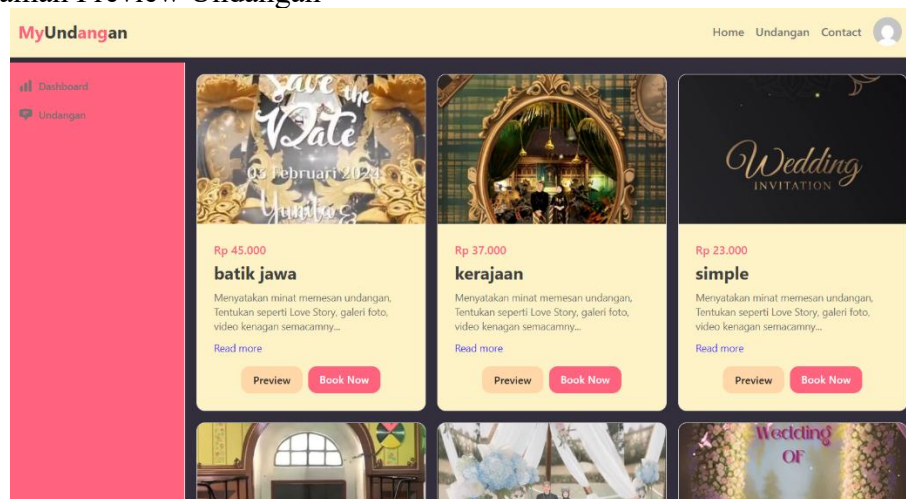 MyUndangan
Home Undangan Contact
Dashboard
Undangan
Save the
Date
05 Februari 2024
Yunita &
Wedding
INVITATION
Rp 45.000
batik jawa
Menyatakan minat memesan undangan,
Tentukan seperti Love Story, galeri foto,
video kenagan semacamny...
Read more
Preview Book Now
Rp 37.000
kerajaan
Menyatakan minat memesan undangan,
Tentukan seperti Love Story, galeri foto,
video kenagan semacamny...
Read more
Preview Book Now
Rp 23.000
simple
Menyatakan minat memesan undangan,
Tentukan seperti Love Story, galeri foto,
video kenagan semacamny...
Read more
Preview Book Now
Wedding
OF